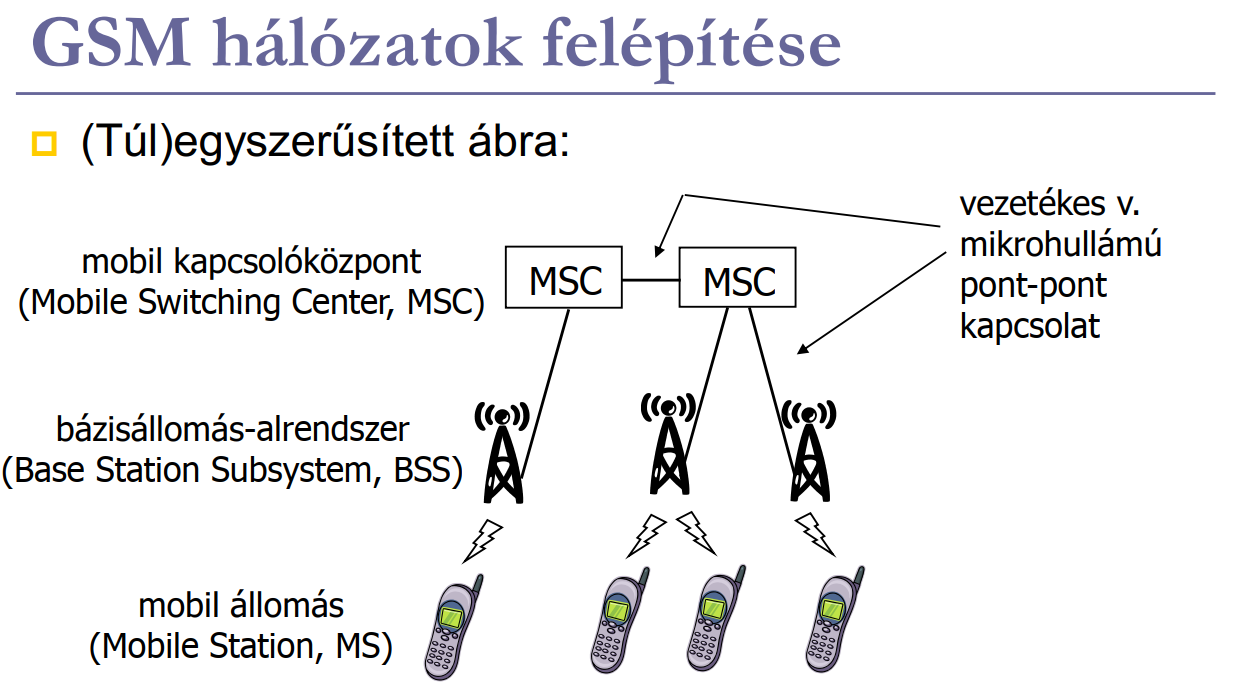 GSM hálózatok felépítése
(Túl)egyszerűsített ábra:
vezetékes v.
mikrohullámú
pont-pont
kapcsolat
mobil kapcsolóközpont
(Mobile Switching Center, MSC)
MSC
MSC
bázisállomás-alrendszer
(Base Station Subsystem, BSS)
mobil állomás
(Mobile Station, MS)